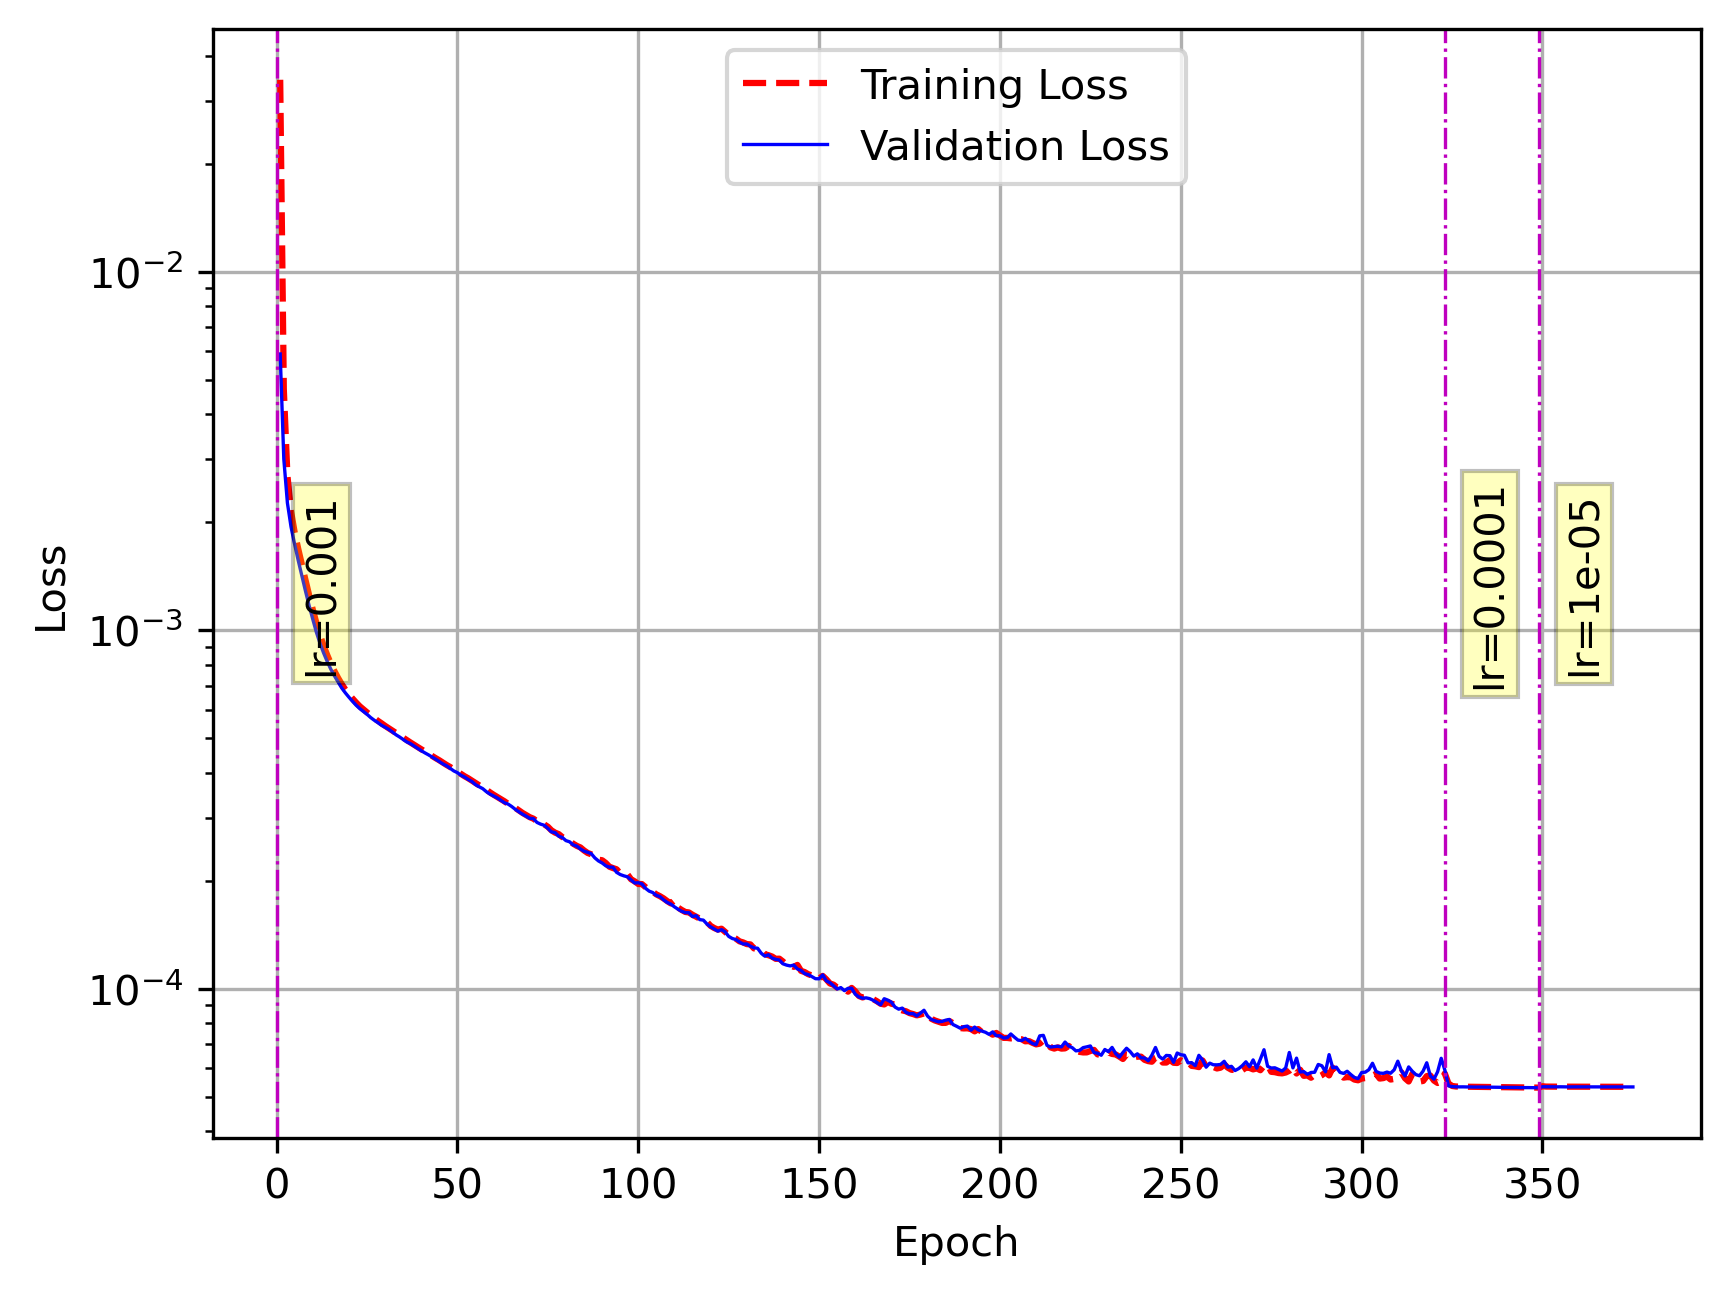 Training Loss
Validation Loss
10⁻²
10⁻³
10⁻⁴
Loss
lr=0.001
lr=0.0001
lr=1e-05
0 50 100 150 200 250 300 350
Epoch